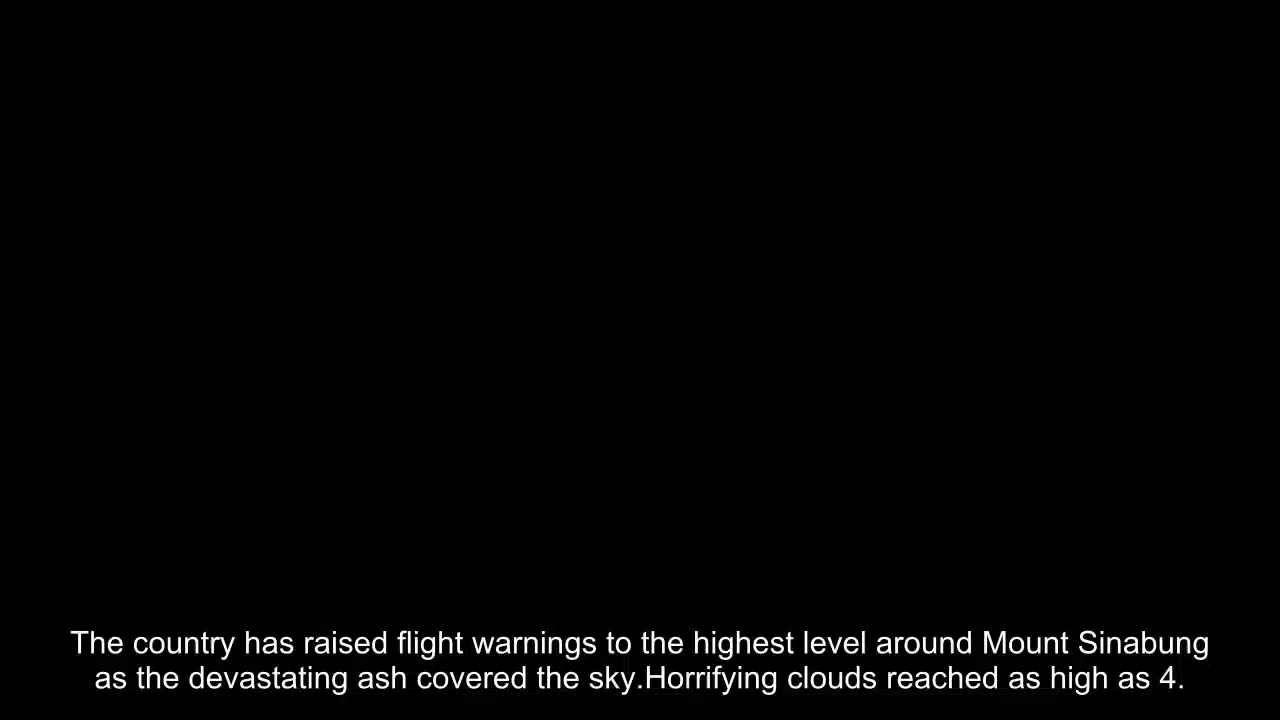 The country has raised flight warnings to the highest level around Mount Sinabung
as the devastating ash covered the sky.Horrifying clouds reached as high as 4.